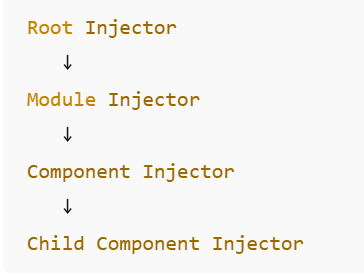 Root Injector
↓
Module Injector
↓
Component Injector
↓
Child Component Injector